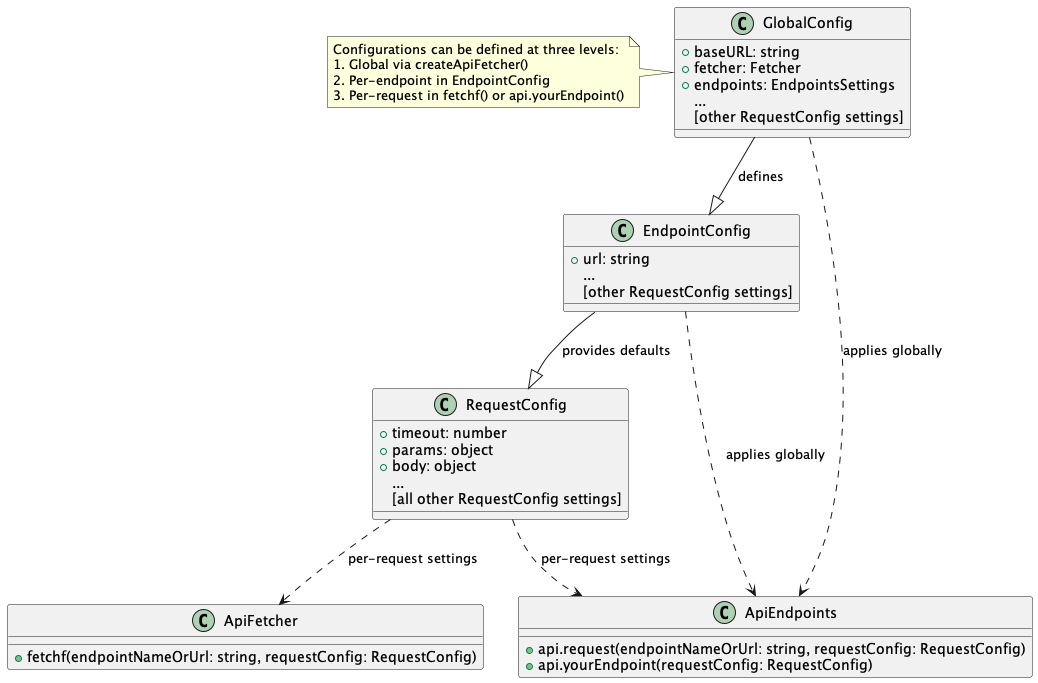 C GlobalConfig
baseURL: string
fetcher: Fetcher
endpoints: EndpointsSettings
...
[other RequestConfig settings]
Configurations can be defined at three levels:
1. Global via createApiFetcher()
2. Per-endpoint in EndpointConfig
3. Per-request in fetchf() or api.yourEndpoint()
defines
C EndpointConfig
url: string
...
[other RequestConfig settings]
provides defaults
applies globally
C RequestConfig
timeout: number
params: object
body: object
...
[all other RequestConfig settings]
applies globally
per-request settings
per-request settings
C ApiFetcher
fetchf(endpointNameOrUrl: string, requestConfig: RequestConfig)
C ApiEndpoints
api.request(endpointNameOrUrl: string, requestConfig: RequestConfig)
api.yourEndpoint(requestConfig: RequestConfig)